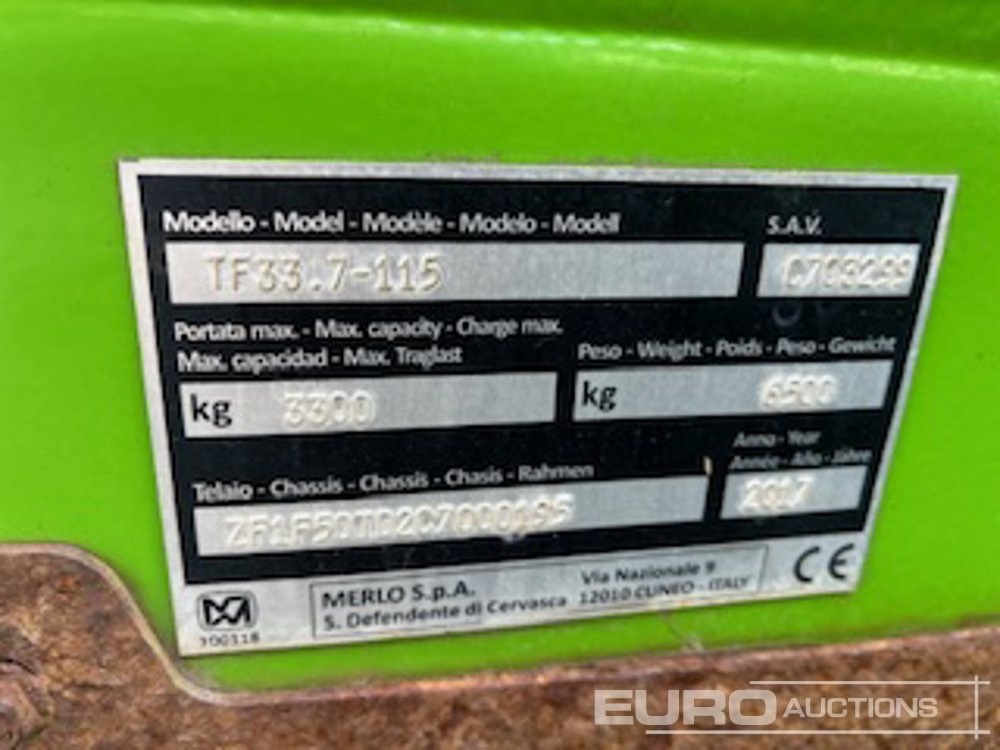 Modello - Model - Modèle - Modelo - Modell
S.A.V.
TF33.7-115
Portata max. - Max. capacity - Charge max.
Max. capacidad - Max. Traglast
Peso - Weight - Poids - Peso - Gewicht
kg 3300
kg 6500
Anno - Year
Année - Año - Jahre
Telaio - Chassis - Chassis - Chasis - Rahmen
2017
CE
MERLO S.p.A.
Via Nazionale 9
S. Defendente di Cervasca
12010 CUNEO - ITALY
EURO AUCTIONS